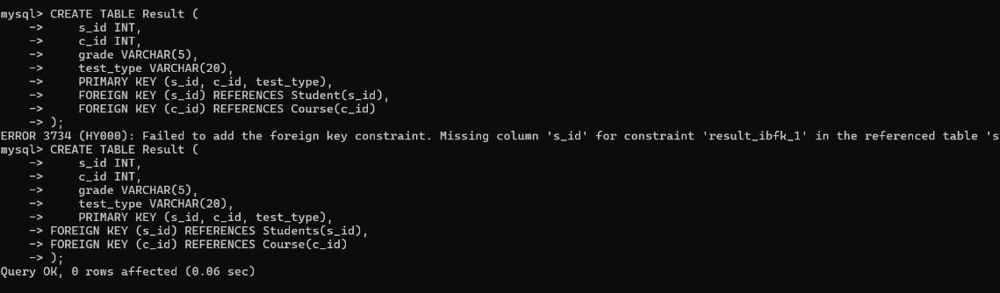 mysql> CREATE TABLE Result (
    ->     s_id INT,
    ->     c_id INT,
    ->     grade VARCHAR(5),
    ->     test_type VARCHAR(20),
    ->     PRIMARY KEY (s_id, c_id, test_type),
    ->     FOREIGN KEY (s_id) REFERENCES Student(s_id),
    ->     FOREIGN KEY (c_id) REFERENCES Course(c_id)
    -> );
ERROR 3734 (HY000): Failed to add the foreign key constraint. Missing column 's_id' for constraint 'result_ibfk_1' in the referenced table 's
mysql> CREATE TABLE Result (
    ->     s_id INT,
    ->     c_id INT,
    ->     grade VARCHAR(5),
    ->     test_type VARCHAR(20),
    ->     PRIMARY KEY (s_id, c_id, test_type),
    -> FOREIGN KEY (s_id) REFERENCES Students(s_id),
    -> FOREIGN KEY (c_id) REFERENCES Course(c_id)
    -> );
Query OK, 0 rows affected (0.06 sec)